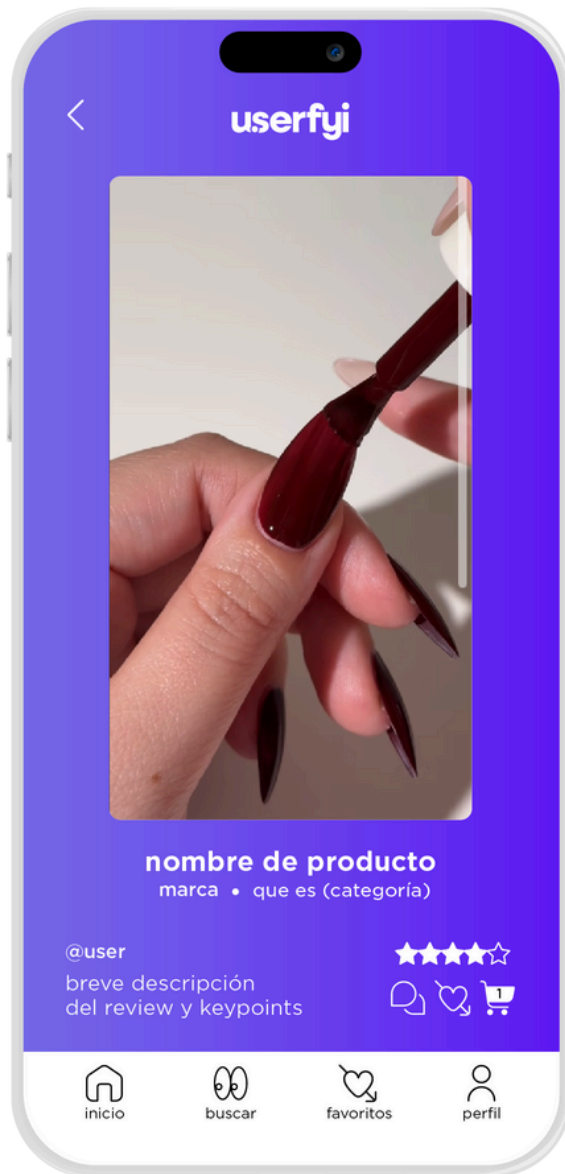 userfyi
nombre de producto
marca • que es (categoría)
@user
breve descripción
del review y keypoints
1
inicio
buscar
favoritos
perfil